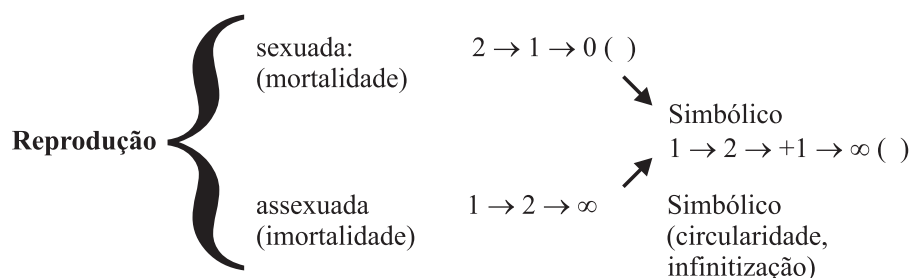 sexuada: 2 → 1 → 0 ( )
(mortalidade)
Simbólico
Reprodução
1 → 2 → +1 → ∞ ( )
assexuada 1 → 2 → ∞ Simbólico
(imortalidade) (circularidade,
infinitização)